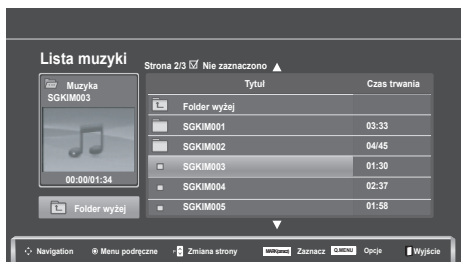 Lista muzyki
Strona 2/3 ☑ Nie zaznaczono ▲
Muzyka
SGKIM003
00:00/01:34
Folder wyżej
Tytuł Czas trwania
Folder wyżej
SGKIM001 03:33
SGKIM002 04/45
SGKIM003 01:30
SGKIM004 02:37
SGKIM005 01:58
▼
Navigation Menu podręczne Zmiana strony Zaznacz Q.MENU Opcje Wyjście